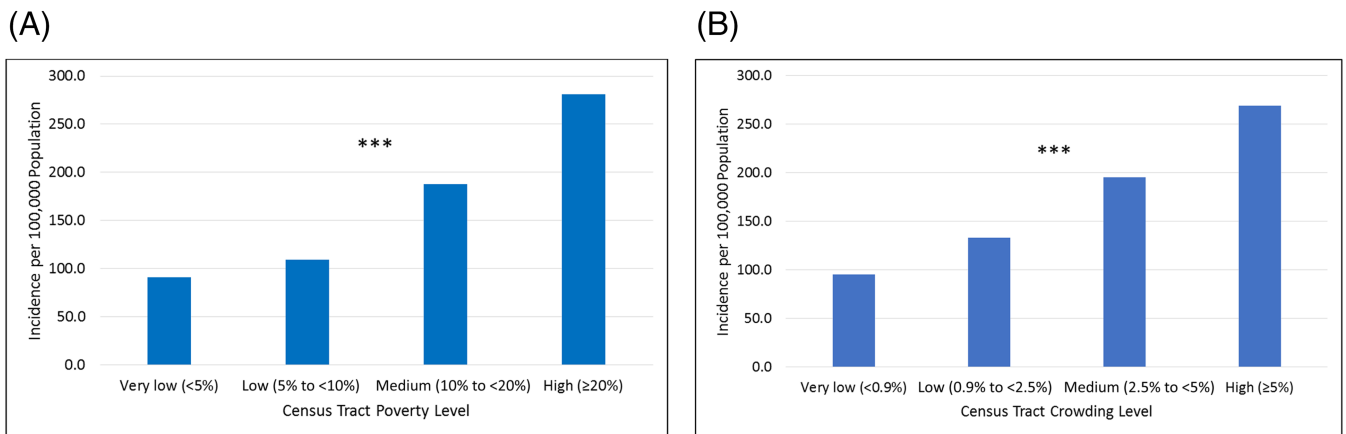 (A)
300.0
250.0
200.0
150.0
100.0
50.0
0.0
Incidence per 100,000 Population
***
Very low (<5%) Low (5% to <10%) Medium (10% to <20%) High (≥20%)
Census Tract Poverty Level
(B)
300.0
250.0
200.0
150.0
100.0
50.0
0.0
Incidence per 100,000 Population
***
Very low (<0.9%) Low (0.9% to <2.5%) Medium (2.5% to <5%) High (≥5%)
Census Tract Crowding Level